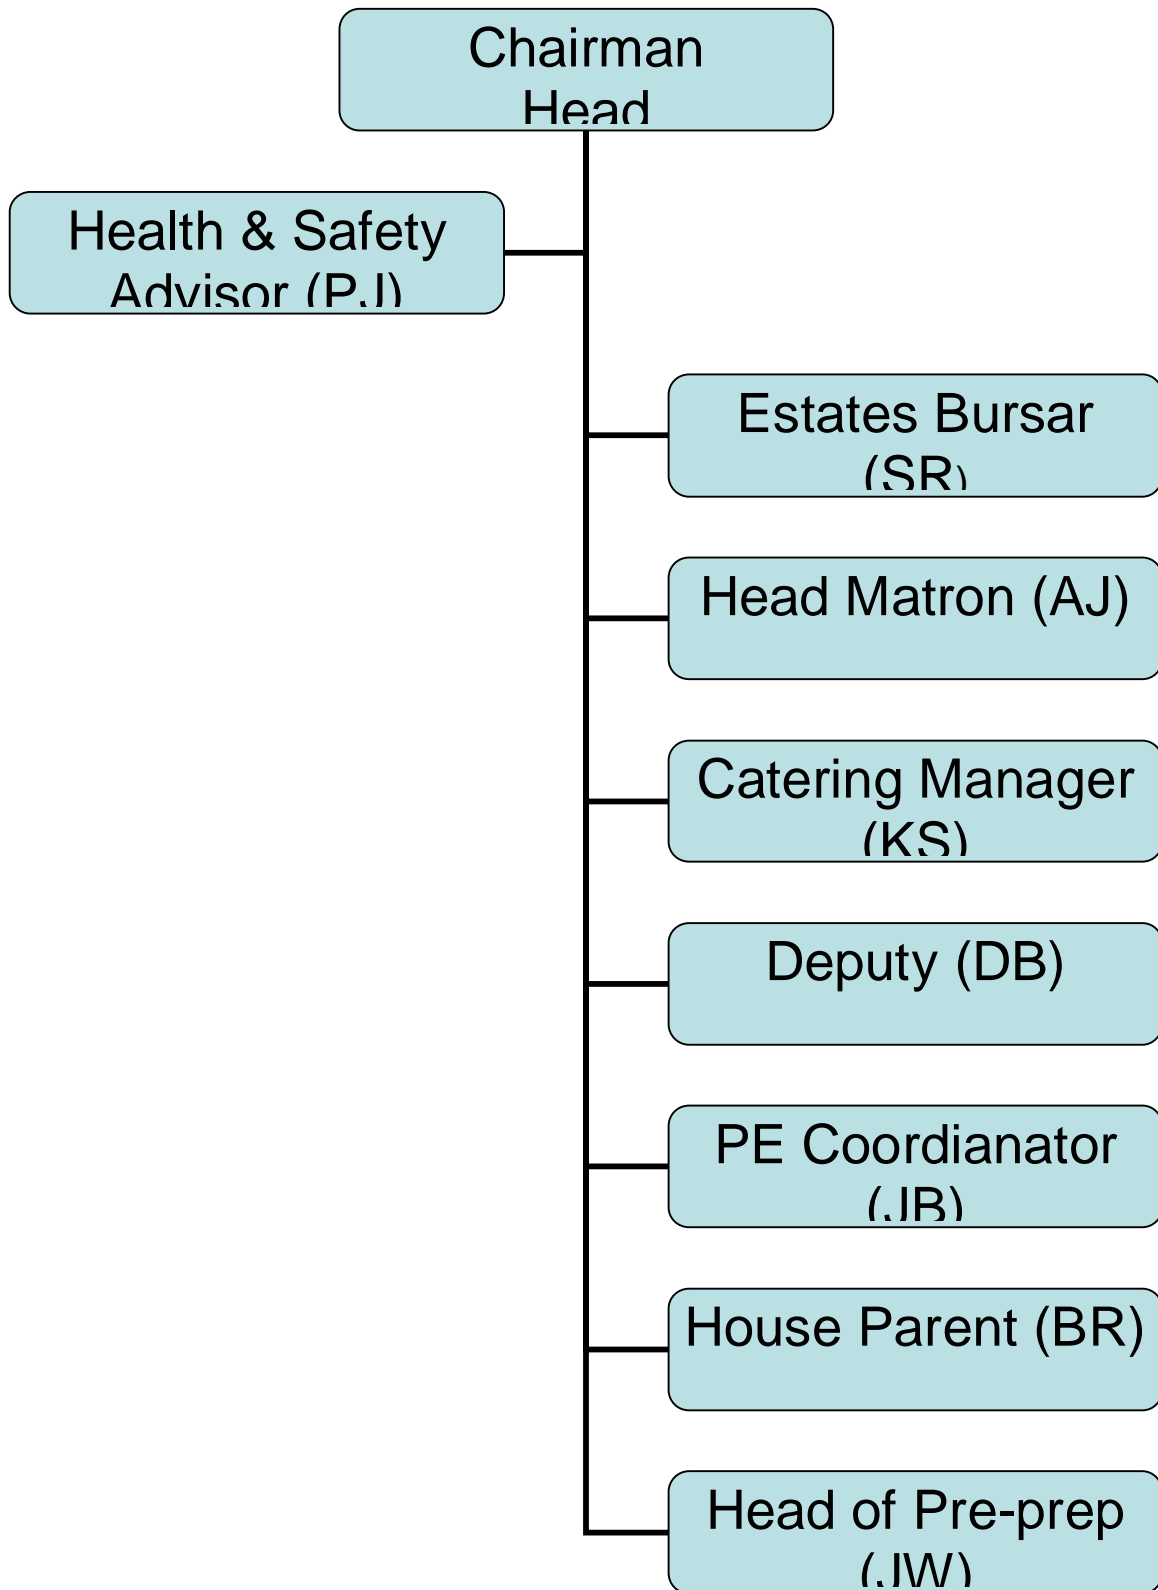 Chairman
Head
Health & Safety
Advisor (PJ)
Estates Bursar
(SR)
Head Matron (AJ)
Catering Manager
(KS)
Deputy (DB)
PE Coordianator
(JB)
House Parent (BR)
Head of Pre-prep
(JW)